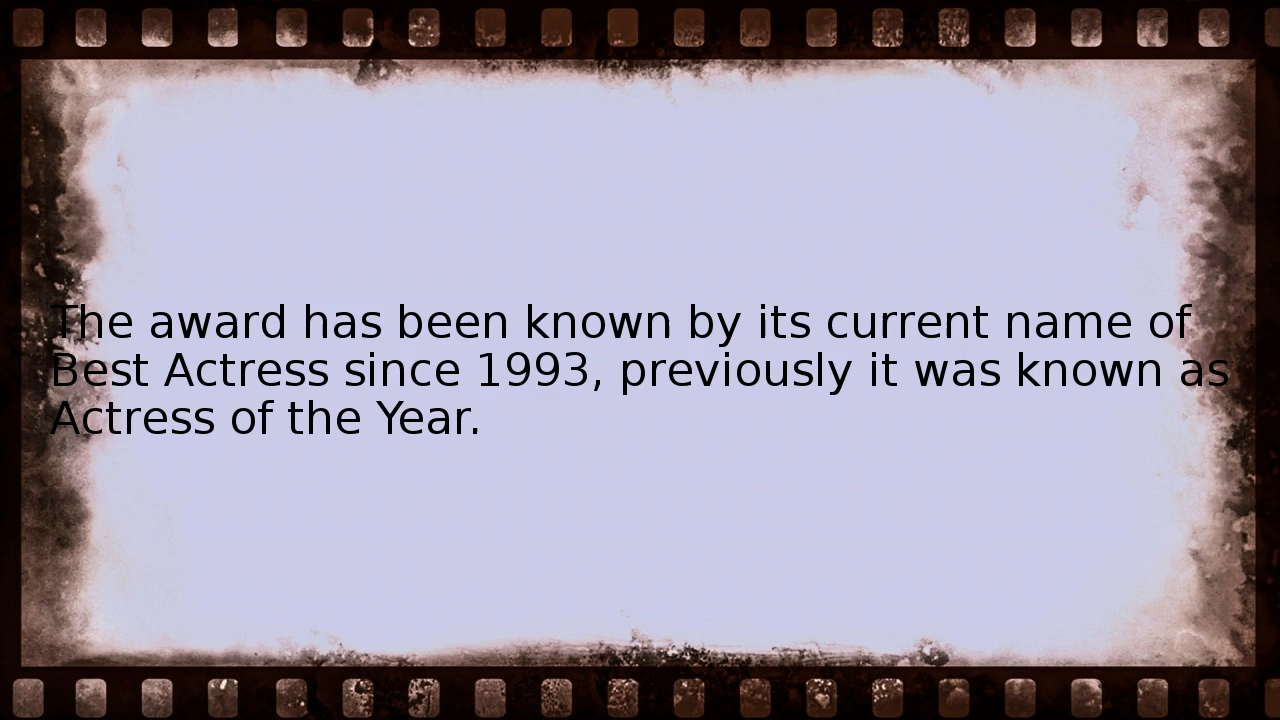 The award has been known by its current name of
Best Actress since 1993, previously it was known as
Actress of the Year.